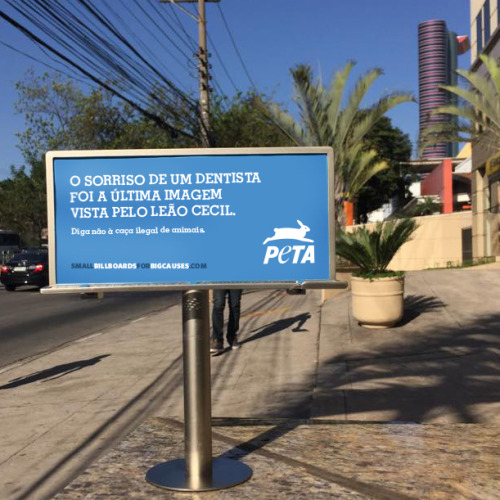 O SORRISO DE UM DENTISTA
FOI A ÚLTIMA IMAGEM
VISTA PELO LEÃO CECIL.
Diga não à caça ilegal de animais.
PETA
SMALLBILLBOARDSFORBIGCAUSES.COM